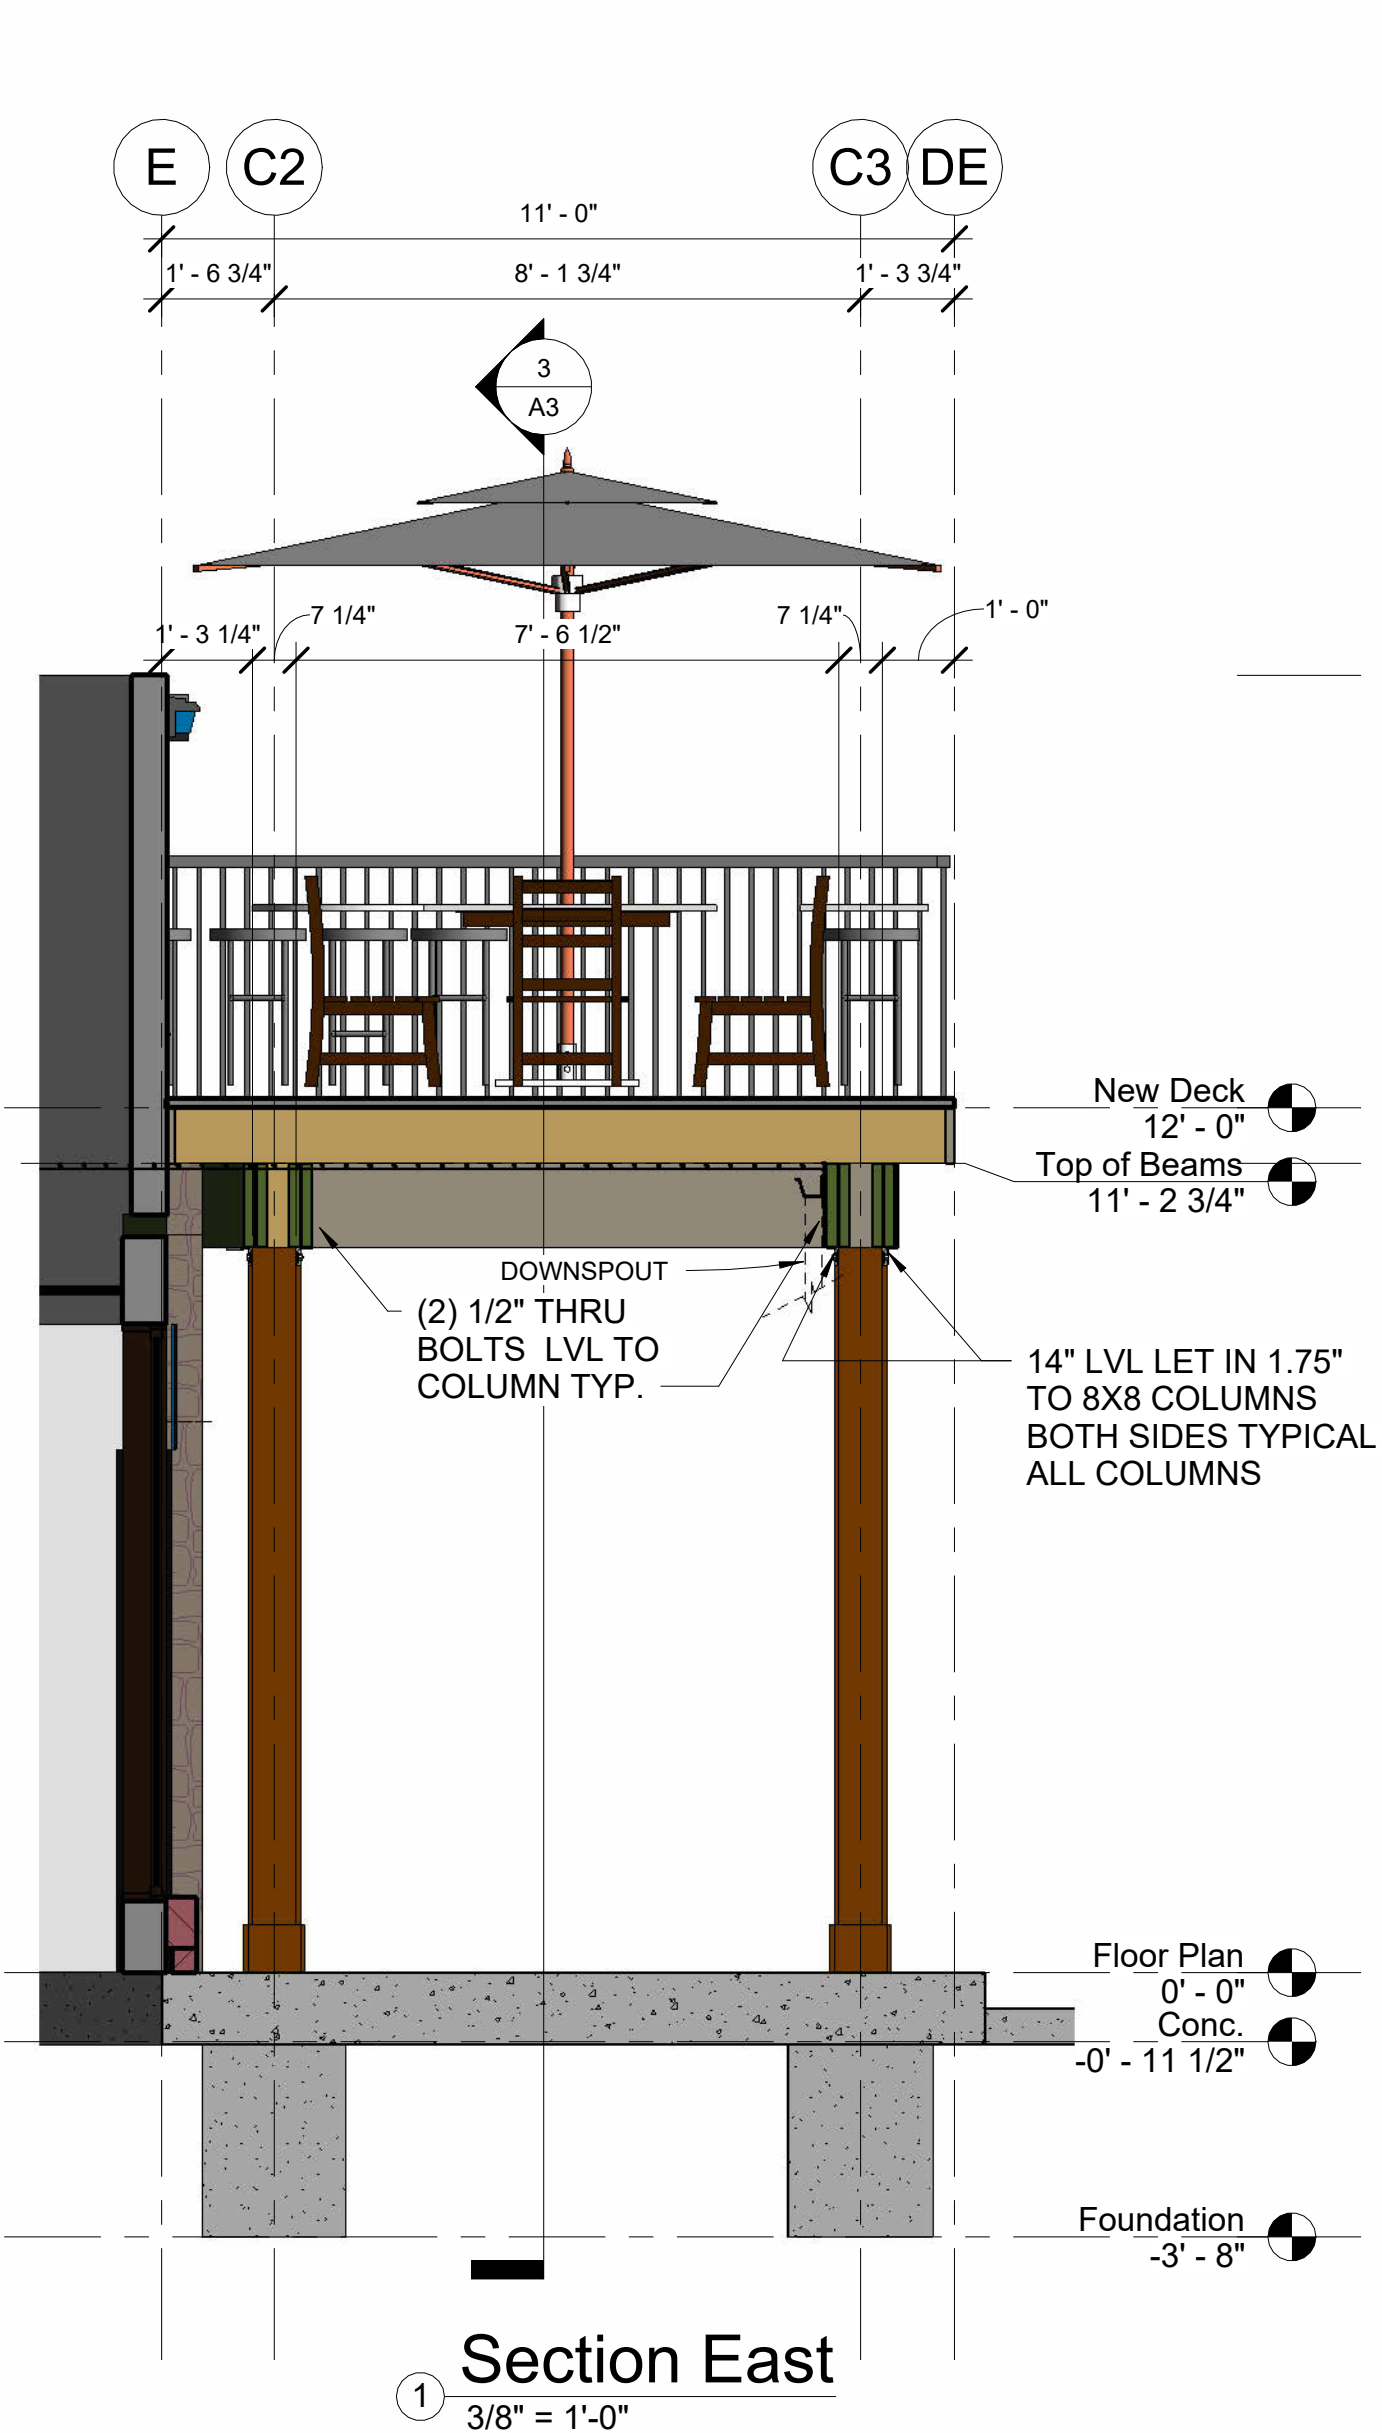 E C2 C3 DE
11' - 0"
1' - 6 3/4" 8' - 1 3/4" 1' - 3 3/4"
3
A3
1' - 3 1/4" 7 1/4" 7' - 6 1/2" 7 1/4" 1' - 0"
New Deck
12' - 0"
Top of Beams
11' - 2 3/4"
DOWNSPOUT
(2) 1/2" THRU
BOLTS LVL TO
COLUMN TYP.
14" LVL LET IN 1.75"
TO 8X8 COLUMNS
BOTH SIDES TYPICAL
ALL COLUMNS
Floor Plan
0' - 0"
Conc.
-0' - 11 1/2"
Foundation
-3' - 8"
Section East
1
3/8" = 1'-0"